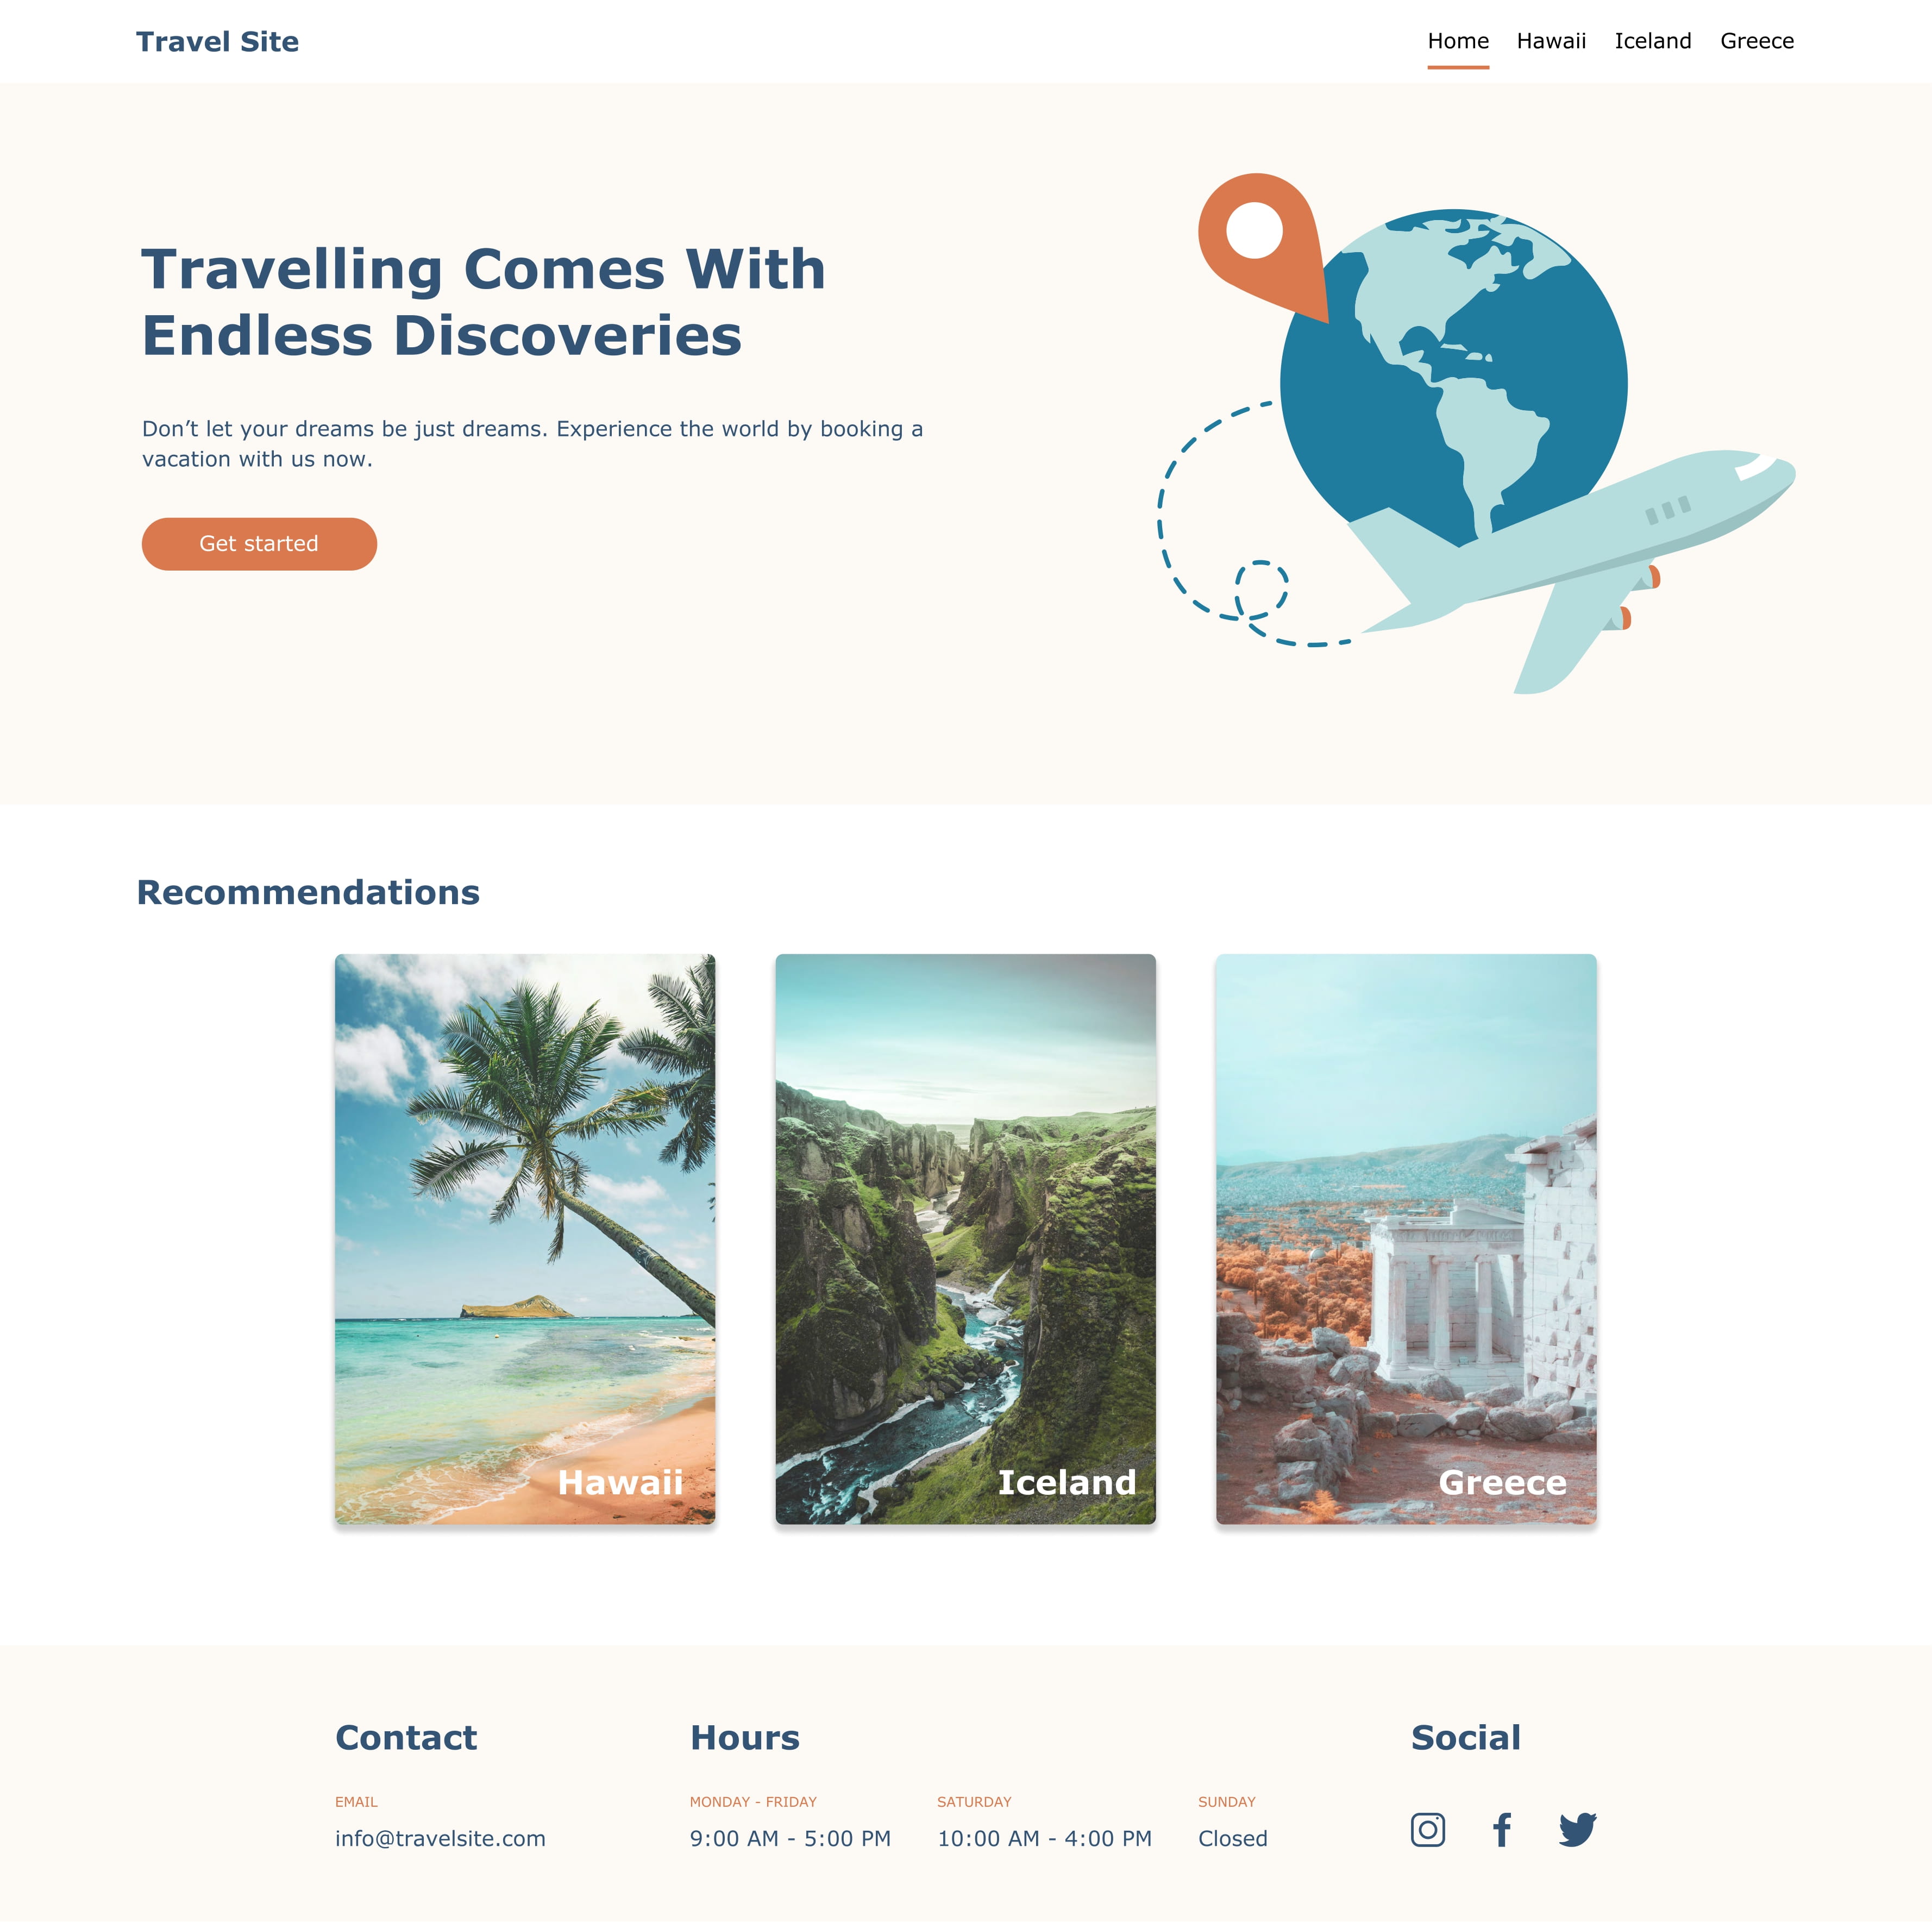 Travel Site
Home Hawaii Iceland Greece
Travelling Comes With
Endless Discoveries
Don’t let your dreams be just dreams. Experience the world by booking a
vacation with us now.
Get started
Recommendations
Hawaii
Iceland
Greece
Contact
EMAIL
info@travelsite.com
Hours
MONDAY - FRIDAY
9:00 AM - 5:00 PM
SATURDAY
10:00 AM - 4:00 PM
SUNDAY
Closed
Social